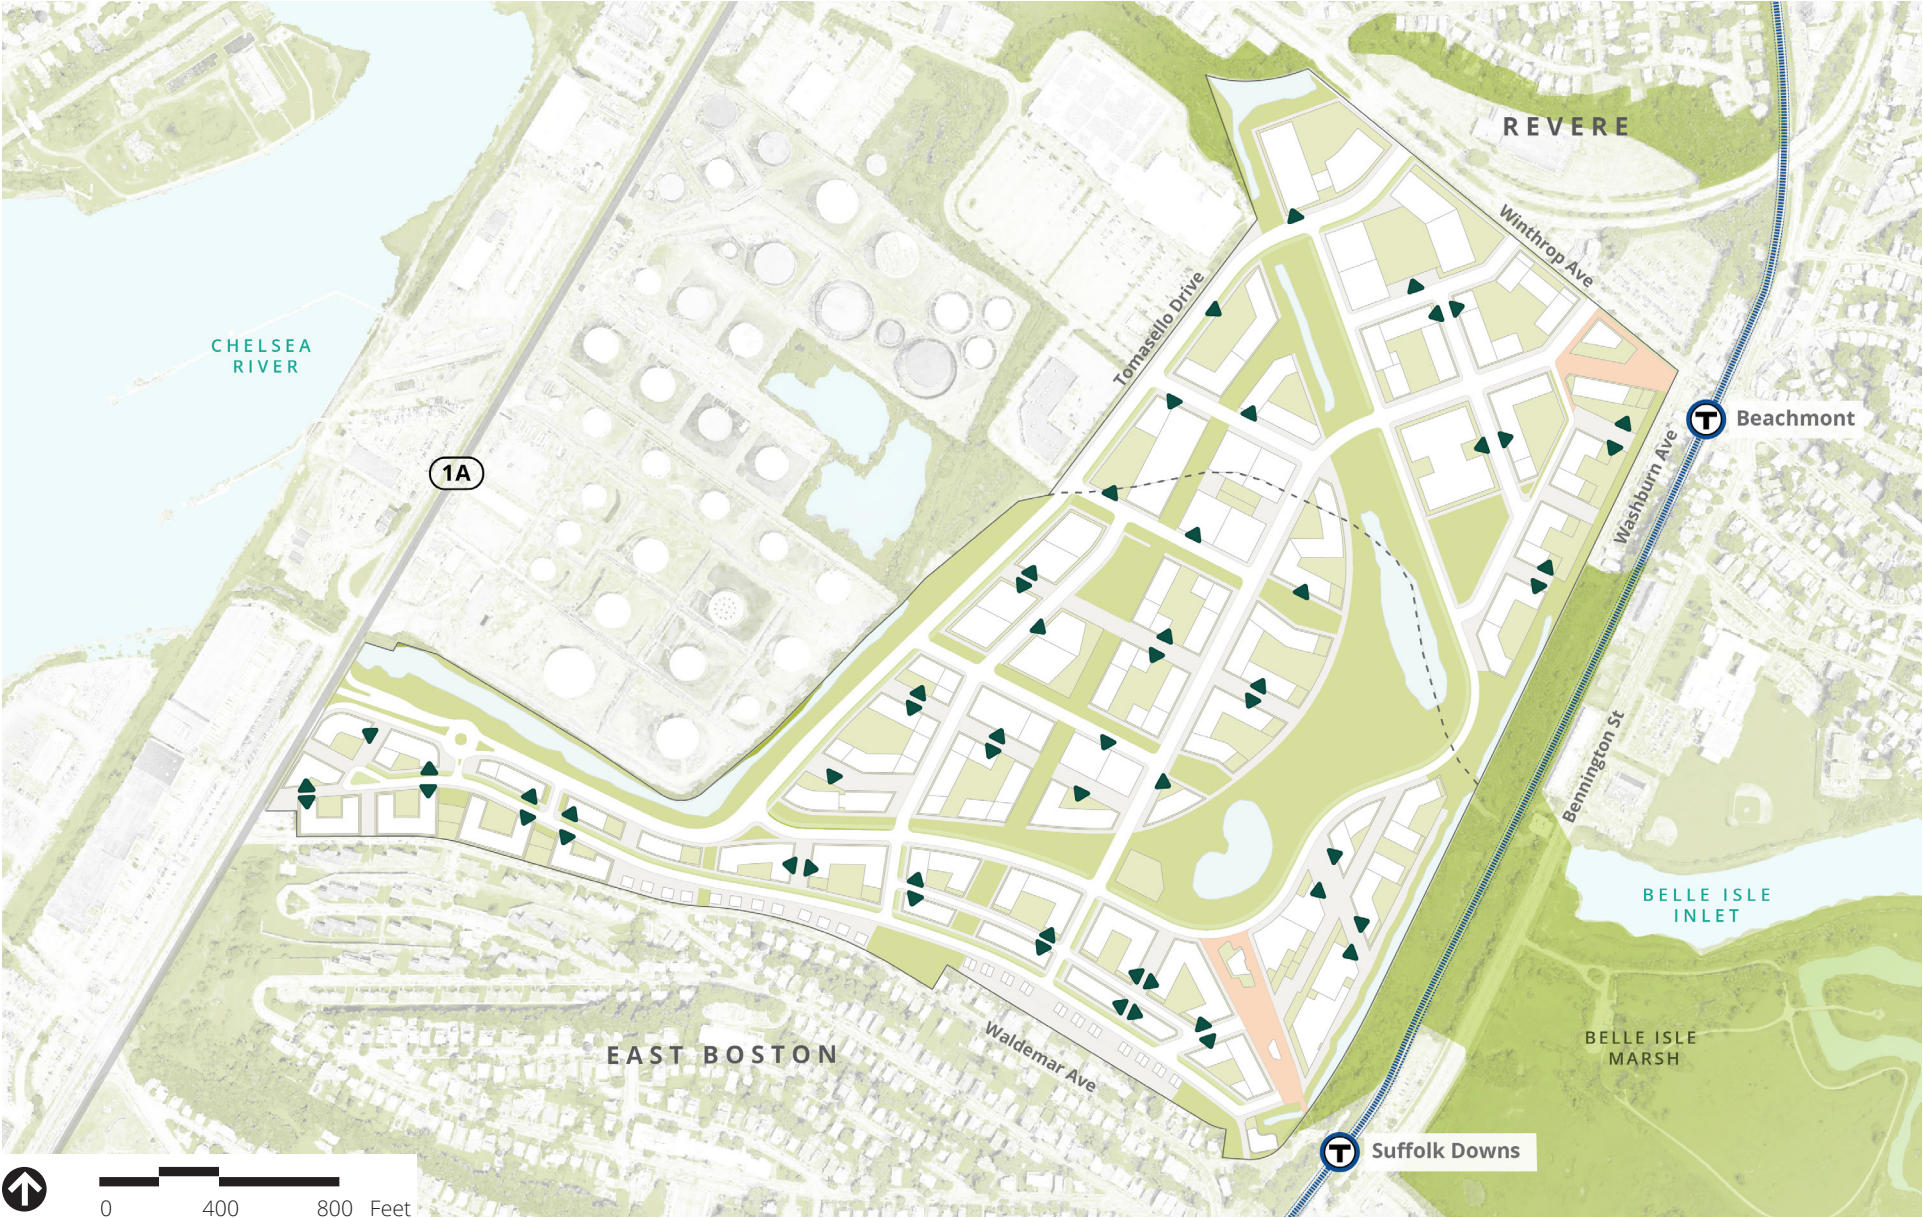 REVERE
Winthrop Ave
Tomasello Drive
CHELSEA
RIVER
T
Beachmont
1A
Washburn Ave
Bennington St
BELLE ISLE
INLET
BELLE ISLE
MARSH
EAST BOSTON
Waldemar Ave
T
Suffolk Downs
0 400 800 Feet